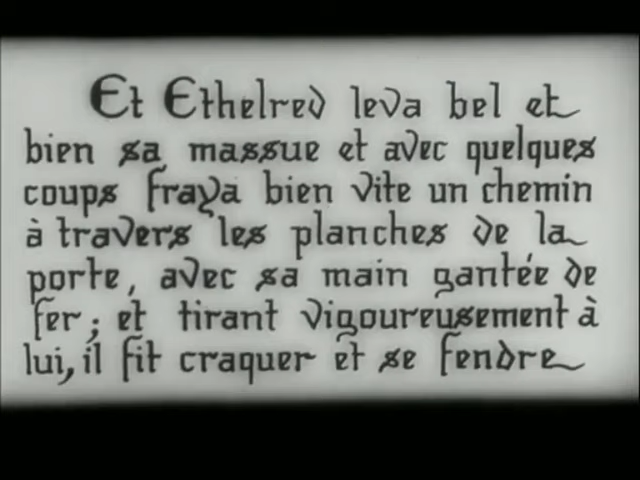 Et Ethelred leva bel et
bien sa massue et avec quelques
coups fraya bien vite un chemin
à travers les planches de la
porte, avec sa main gantée de
fer; et tirant vigoureusement à
lui, il fit craquer et se fendre